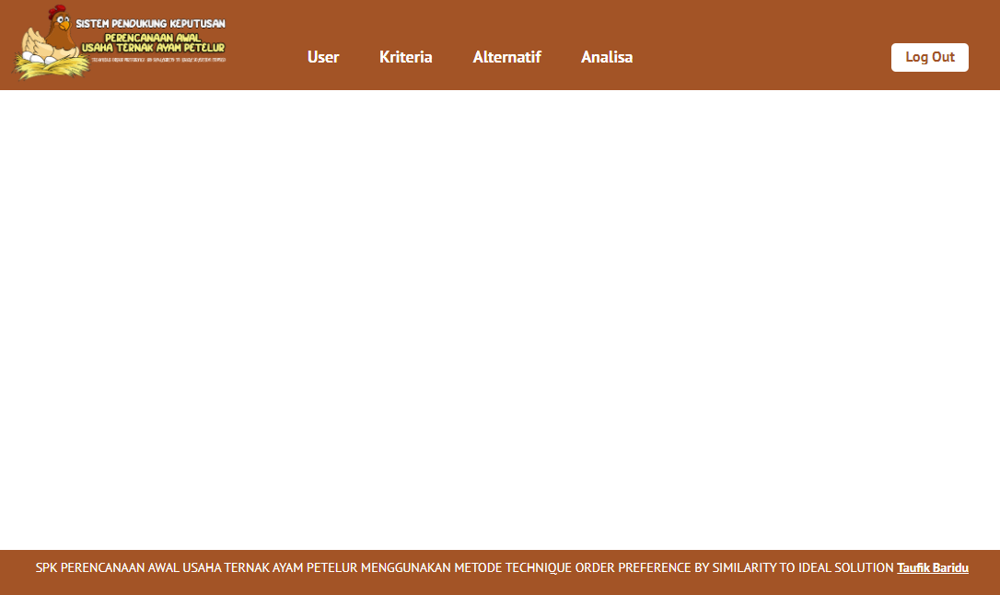 SISTEM PENDUKUNG KEPUTUSAN
PERENCANAAN AWAL
USAHA TERNAK AYAM PETELUR
User
Kriteria
Alternatif
Analisa
Log Out
SPK PERENCANAAN AWAL USAHA TERNAK AYAM PETELUR MENGGUNAKAN METODE TECHNIQUE ORDER PREFERENCE BY SIMILARITY TO IDEAL SOLUTION Taufik Baridu